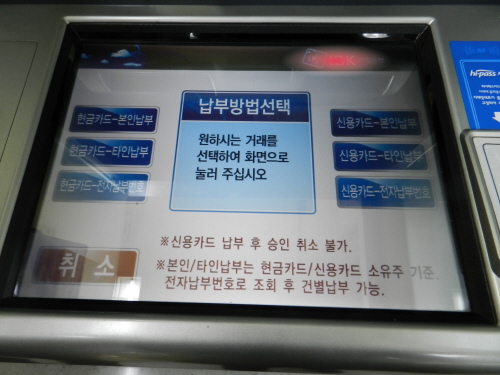 납부방법선택
원하시는 거래를
선택하여 화면으로
눌러 주십시오
현금카드-본인납부
현금카드-타인납부
현금카드-전자납부번호
신용카드-본인납부
신용카드-타인납부
신용카드-전자납부번호
※신용카드 납부 후 승인 취소 불가.
※본인/타인납부는 현금카드/신용카드 소유주 기준.
전자납부번호로 조회 후 건별납부 가능.
취 소
hi-pass